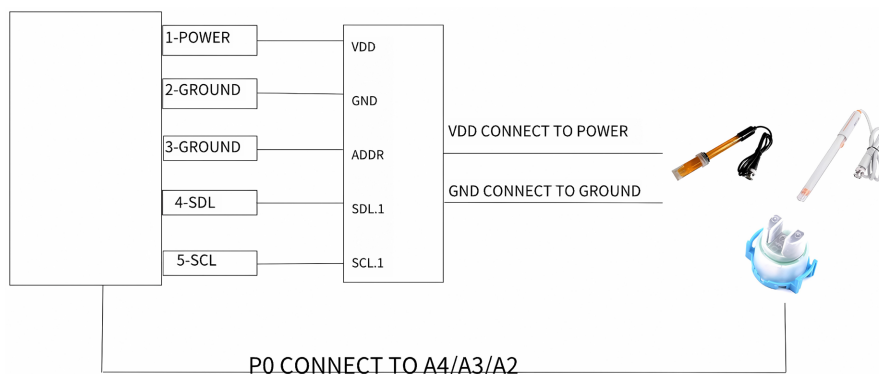 1-POWER
VDD
2-GROUND
GND
VDD CONNECT TO POWER
3-GROUND
ADDR
GND CONNECT TO GROUND
4-SDL
SDL.1
5-SCL
SCL.1
P0 CONNECT TO A4/A3/A2